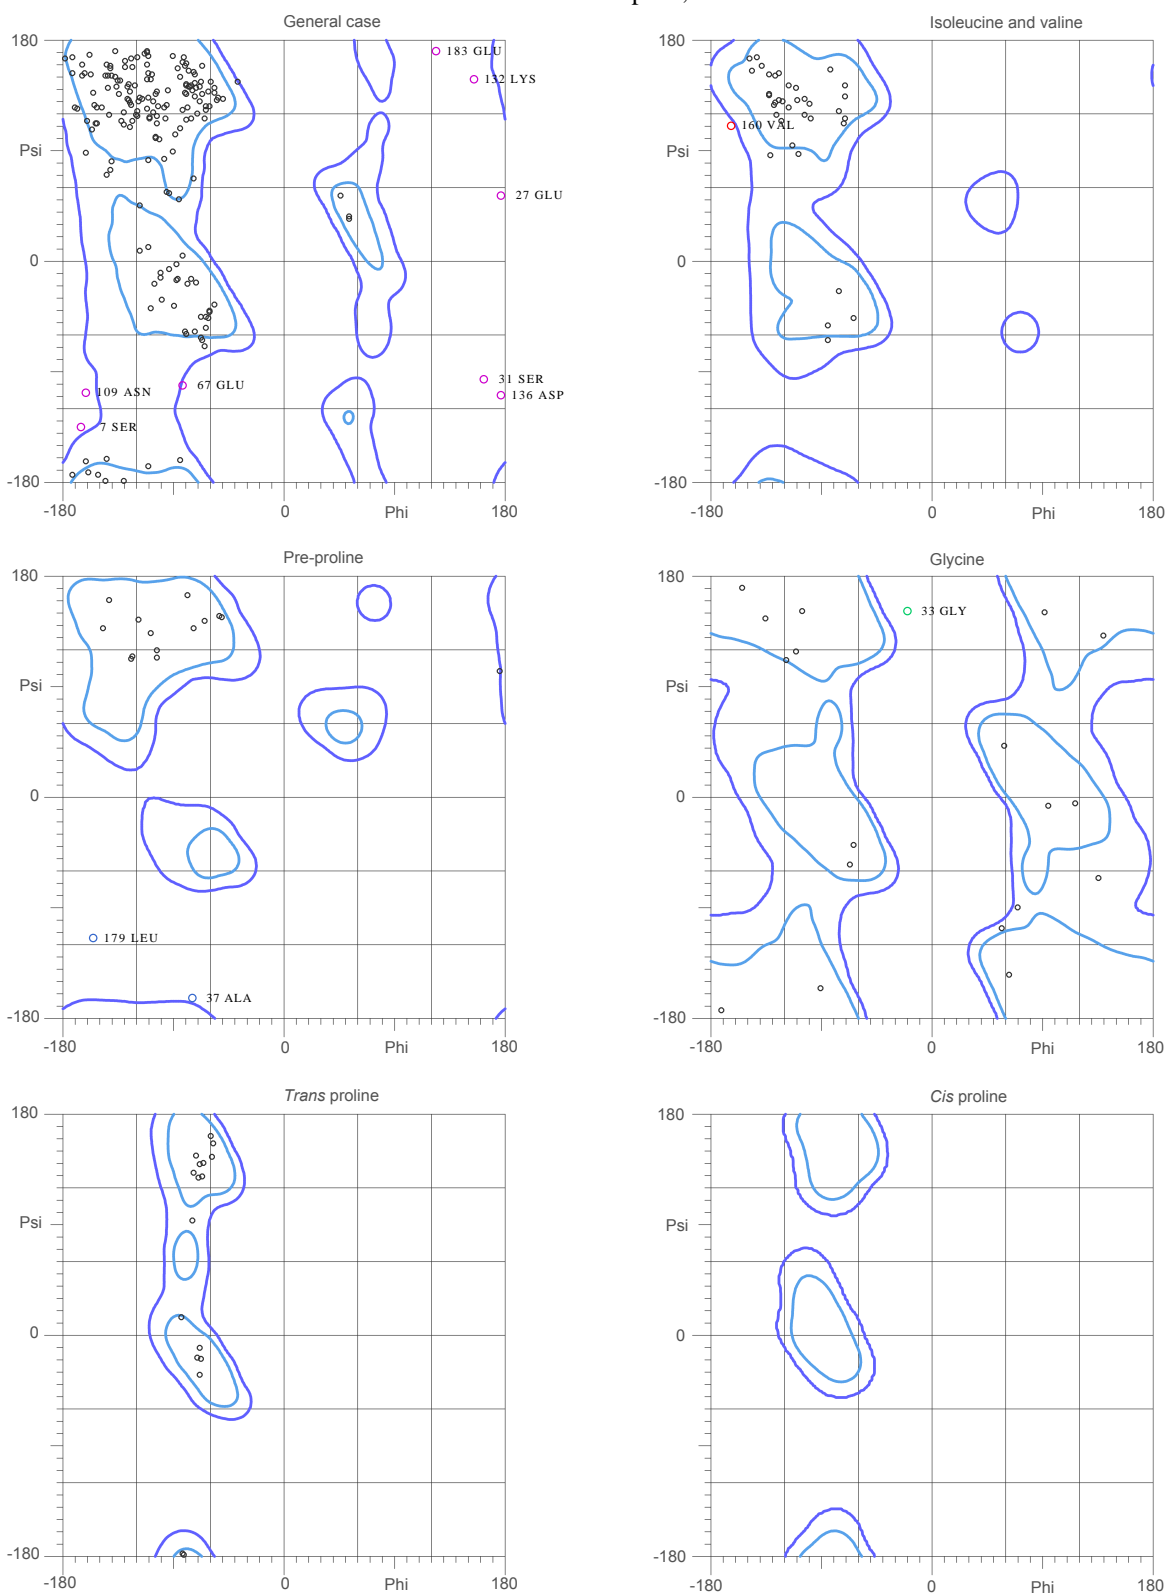 General case
180
Psi
0
-180
-180
0
Phi
180
183 GLU
132 LYS
27 GLU
31 SER
136 ASP
109 ASN
67 GLU
7 SER
Isoleucine and valine
180
Psi
0
-180
-180
0
Phi
180
160 VAL
Pre-proline
180
Psi
0
-180
-180
0
Phi
180
179 LEU
37 ALA
Glycine
180
Psi
0
-180
-180
0
Phi
180
33 GLY
Trans proline
180
Psi
0
-180
-180
0
Phi
180
Cis proline
180
Psi
0
-180
-180
0
Phi
180